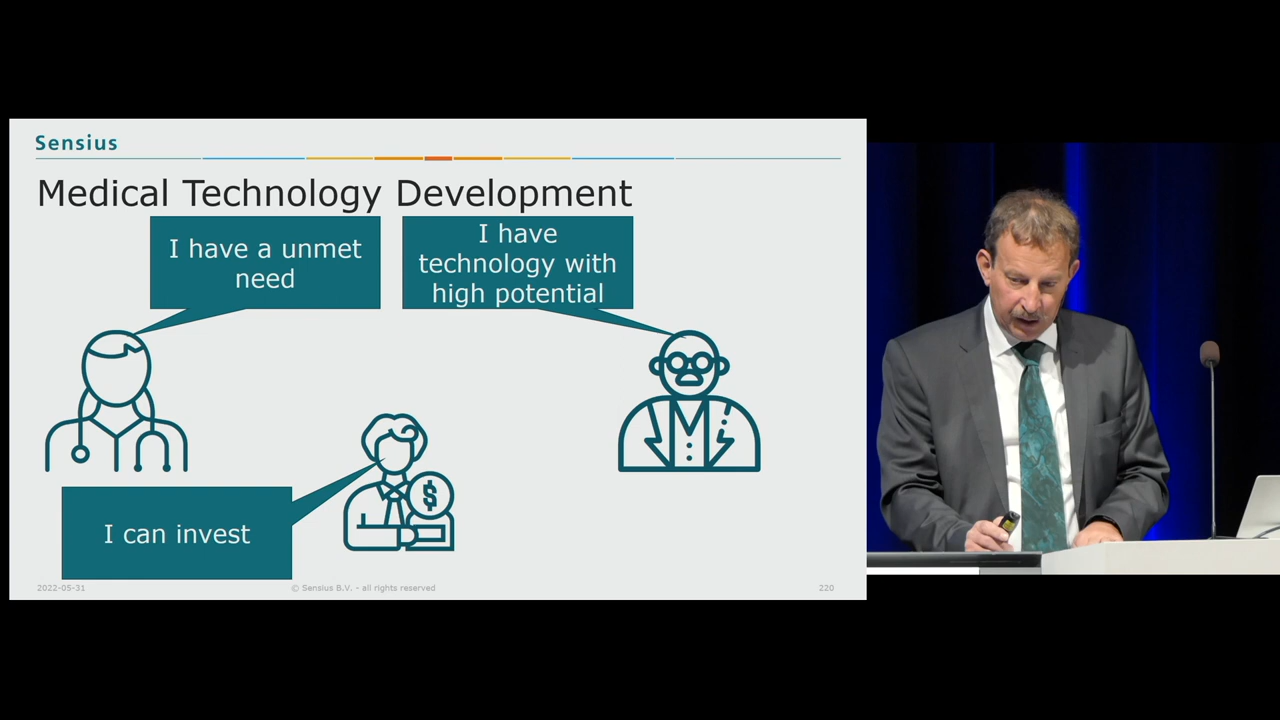 Sensius
Medical Technology Development
I have a unmet
need
I have
technology with
high potential
I can invest
$
2022-05-31
© Sensius B.V. - all rights reserved
220